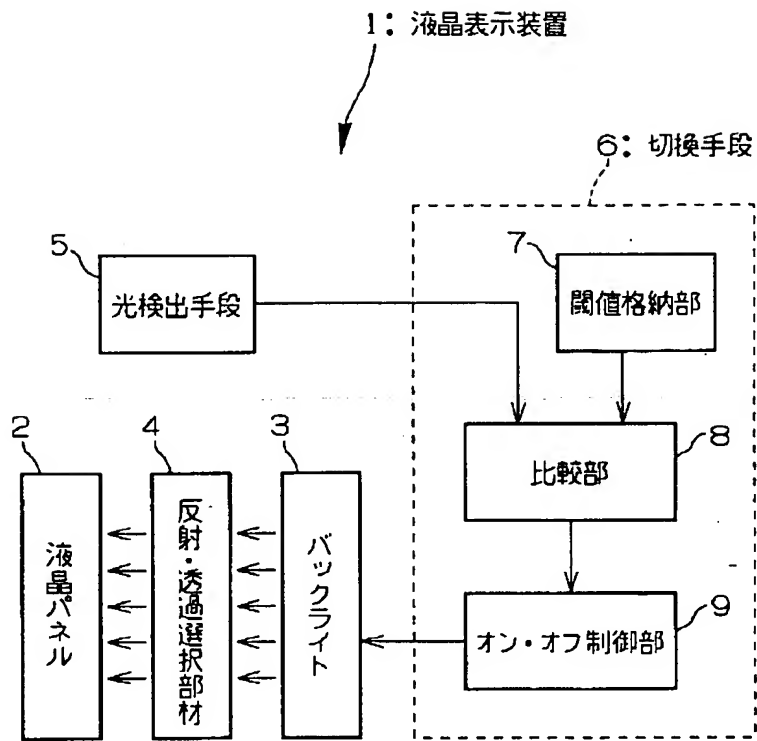 1：液晶表示装置
6：切換手段
5
光検出手段
7
閾値格納部
2
液晶パネル
4
反射・透過選択部材
3
バックライト
8
比較部
9
オン・オフ制御部